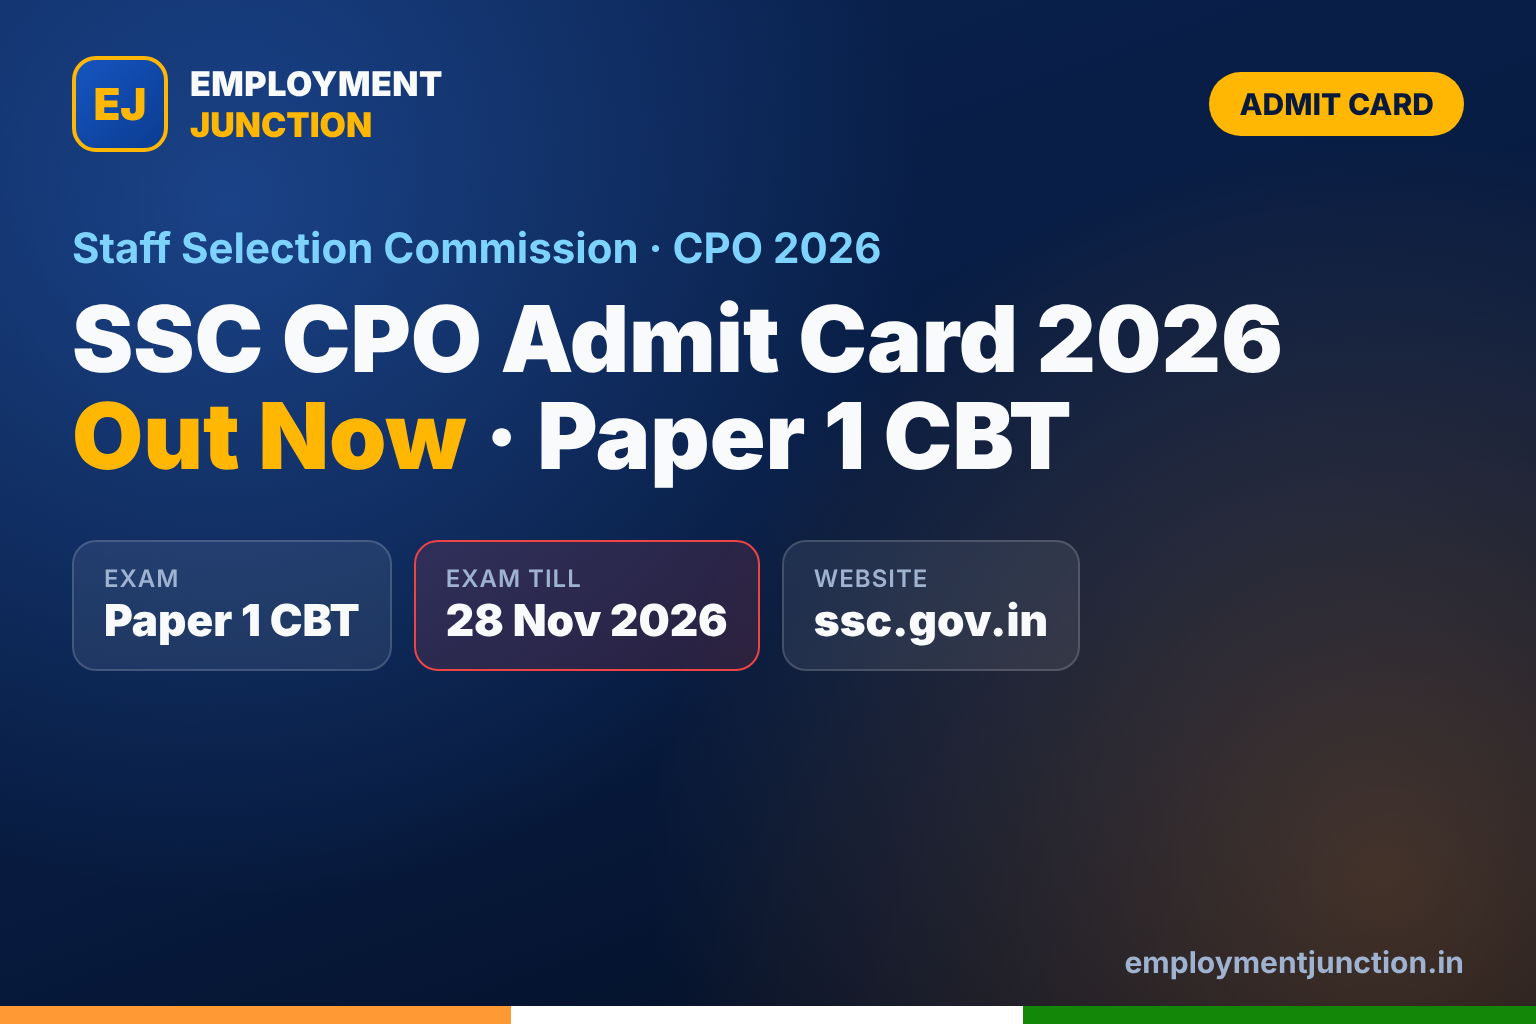 EJ
EMPLOYMENT
JUNCTION
ADMIT CARD
Staff Selection Commission · CPO 2026
SSC CPO Admit Card 2026
Out Now · Paper 1 CBT
EXAM
Paper 1 CBT
EXAM TILL
28 Nov 2026
WEBSITE
ssc.gov.in
employmentjunction.in